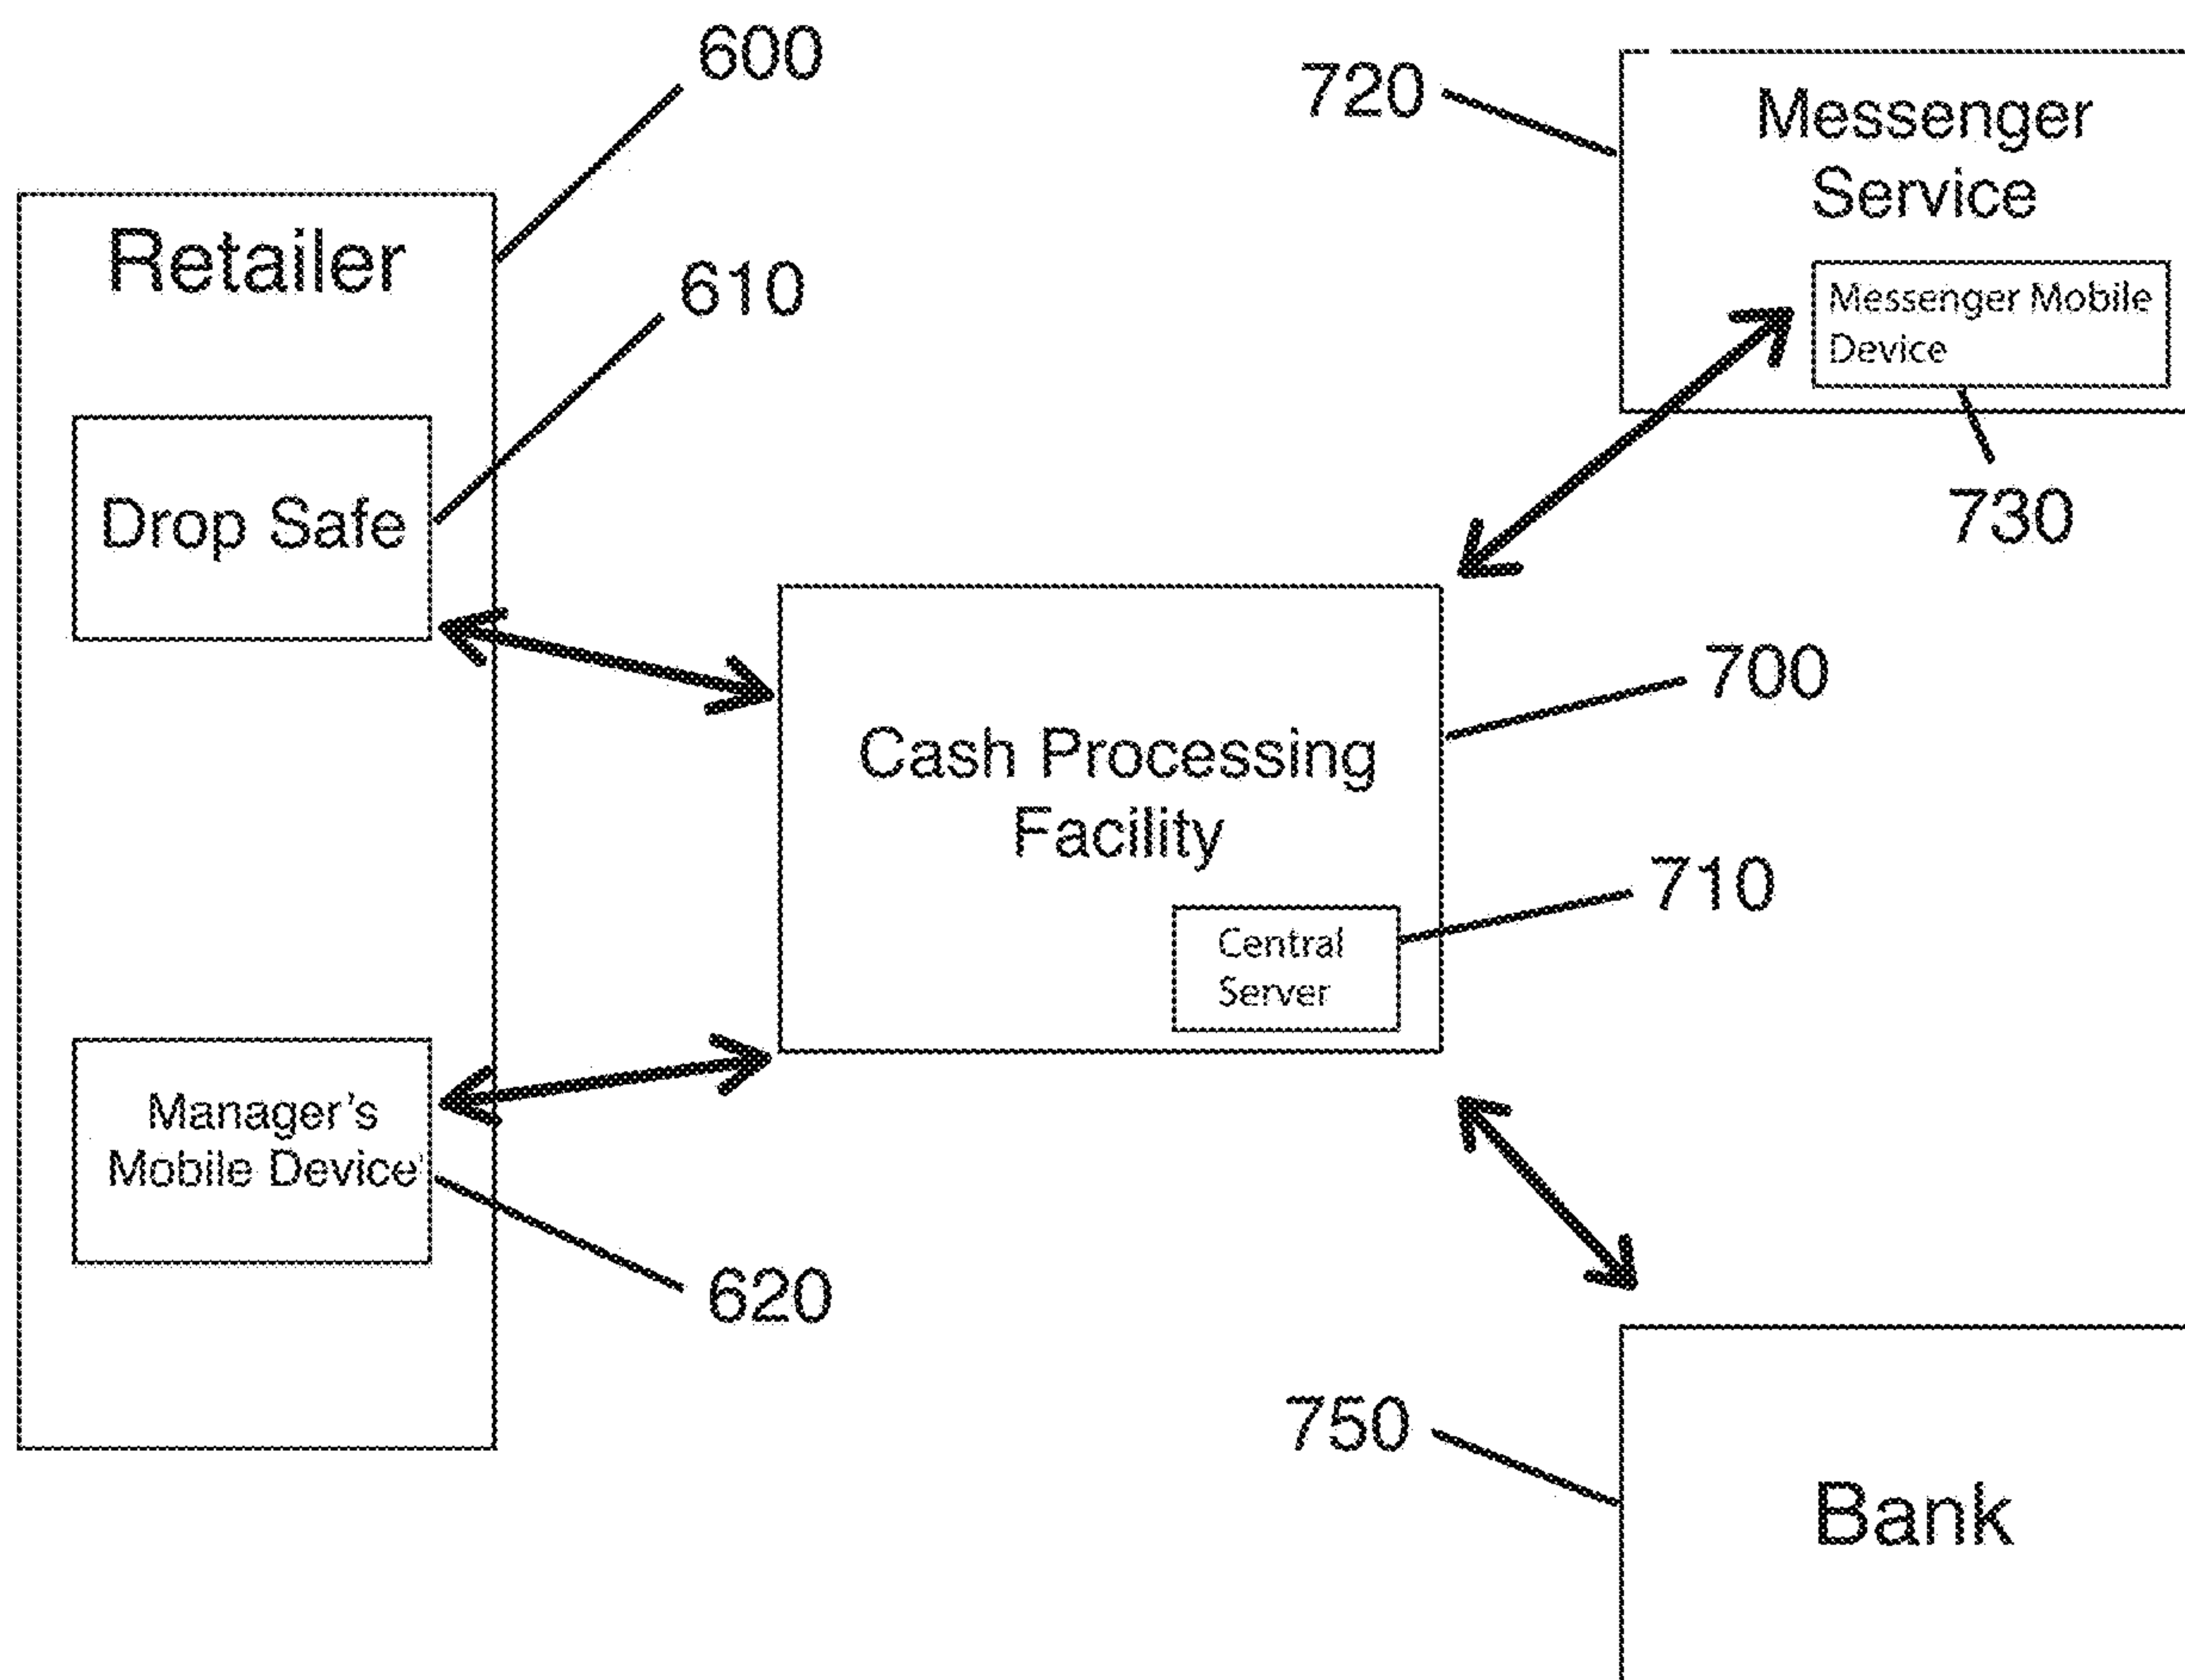 600
720
Messenger
Service
Retailer
610
Messenger Mobile
Device
730
Drop Safe
700
Cash Processing
Facility
710
Central
Server
Manager's
Mobile Device
620
750
Bank